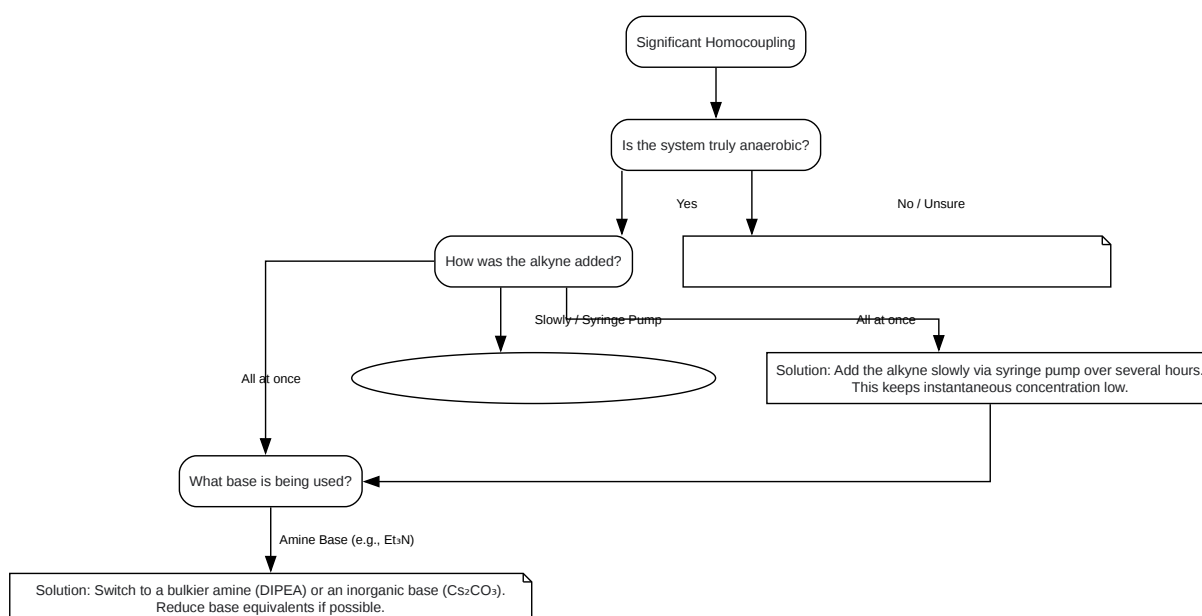 Significant Homocoupling
Is the system truly anaerobic?
Yes
No / Unsure
How was the alkyne added?
Slowly / Syringe Pump
All at once
All at once
Solution: Add the alkyne slowly via syringe pump over several hours.
This keeps instantaneous concentration low.
What base is being used?
Amine Base (e.g., Et₃N)
Solution: Switch to a bulkier amine (DIPEA) or an inorganic base (Cs₂CO₃).
Reduce base equivalents if possible.